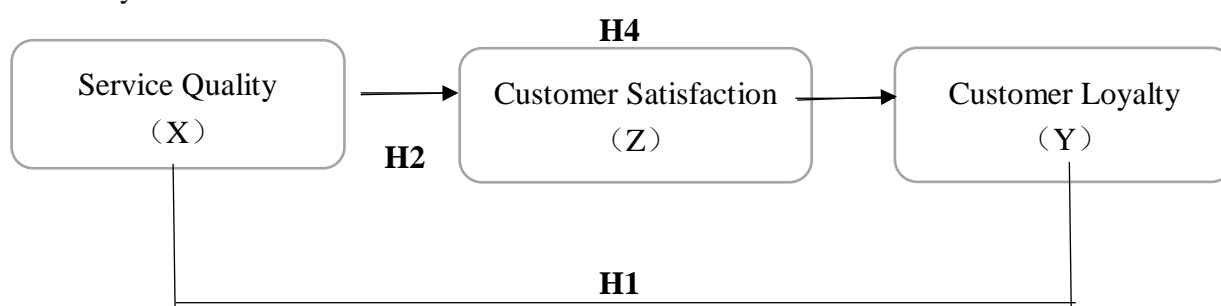 H4
Service Quality
（X）
Customer Satisfaction
（Z）
Customer Loyalty
（Y）
H2
H1